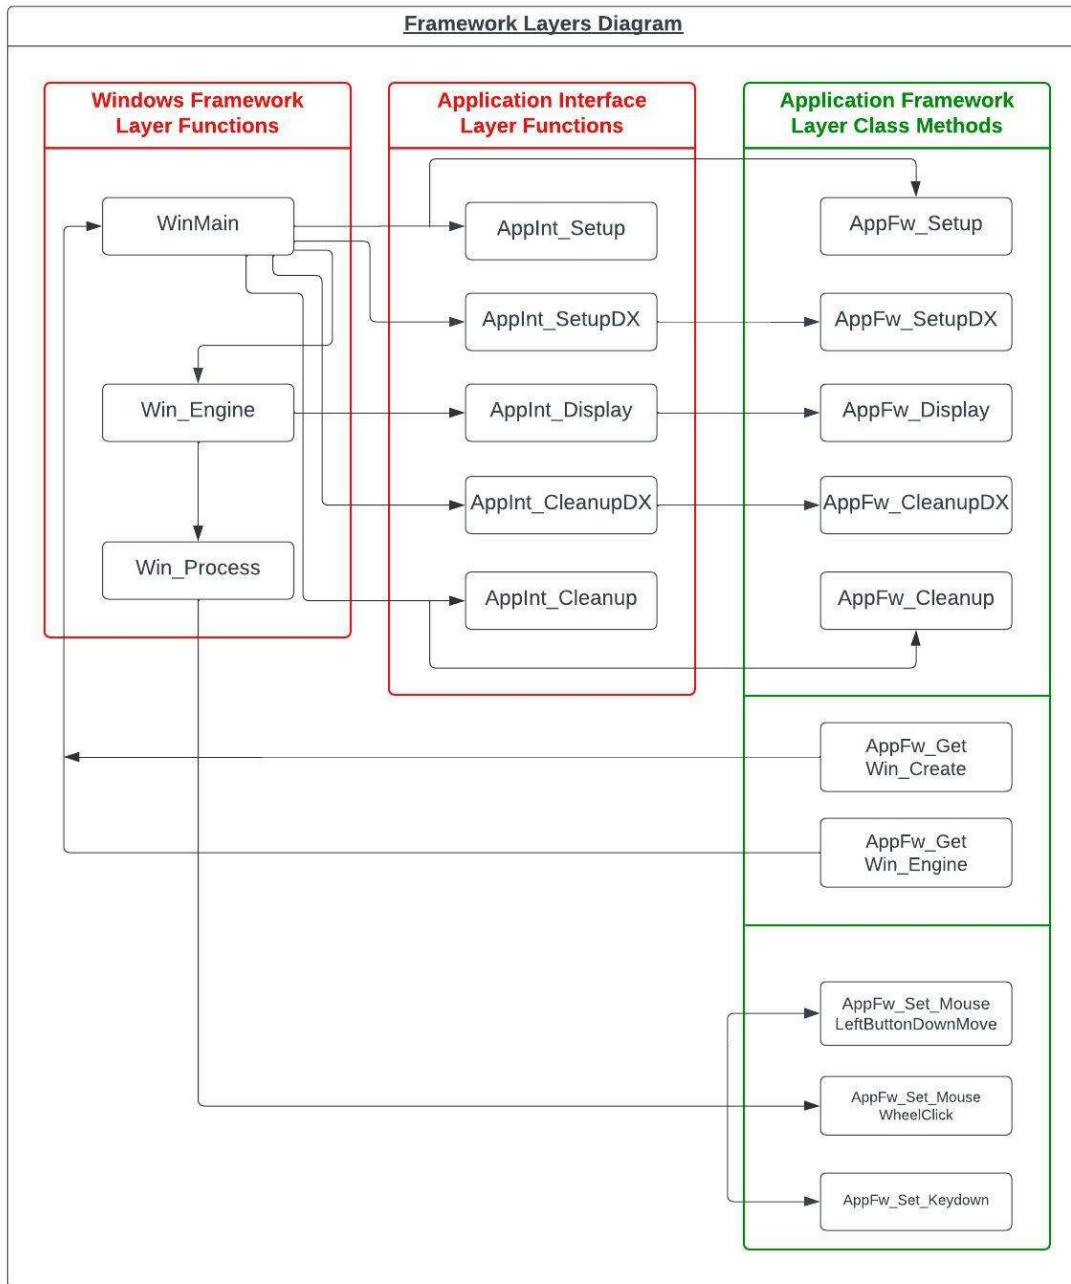 Framework Layers Diagram
Windows Framework
Layer Functions
WinMain
Win_Engine
Win_Process
Application Interface
Layer Functions
AppInt_Setup
AppInt_SetupDX
AppInt_Display
AppInt_CleanupDX
AppInt_Cleanup
Application Framework
Layer Class Methods
AppFw_Setup
AppFw_SetupDX
AppFw_Display
AppFw_CleanupDX
AppFw_Cleanup
AppFw_Get
Win_Create
AppFw_Get
Win_Engine
AppFw_Set_Mouse
LeftButtonDownMove
AppFw_Set_Mouse
WheelClick
AppFw_Set_Keydown